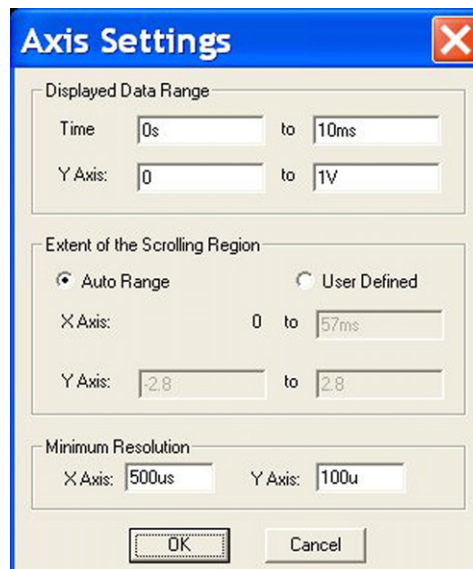 Axis Settings
Displayed Data Range
Time 0s to 10ms
Y Axis: 0 to 1V
Extent of the Scrolling Region
Auto Range User Defined
X Axis: 0 to 57ms
Y Axis: -2.8 to 2.8
Minimum Resolution
X Axis: 500us Y Axis: 100u
OK Cancel